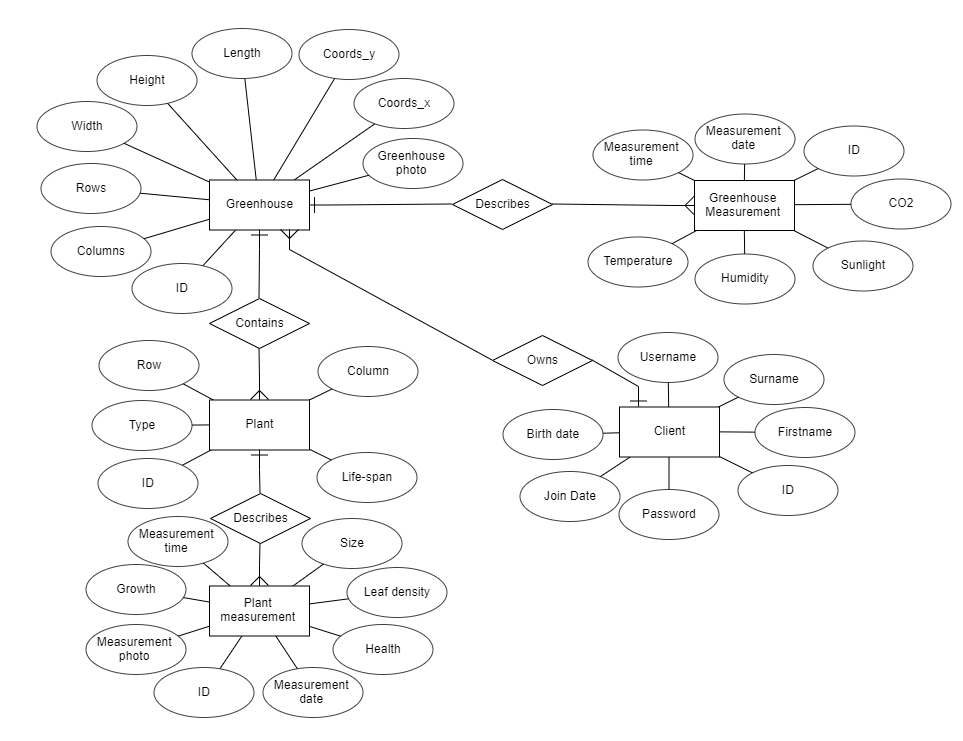 Length
Coords_y
Height
Coords_x
Width
Greenhouse
photo
Measurement
time
Measurement
date
ID
Rows
Greenhouse
Describes
Greenhouse
Measurement
CO2
Columns
ID
Temperature
Humidity
Sunlight
Contains
Row
Column
Owns
Username
Surname
Type
Plant
Birth date
Client
Firstname
ID
Life-span
Join Date
Password
ID
Describes
Measurement
time
Size
Growth
Plant
measurement
Leaf density
Measurement
photo
Health
ID
Measurement
date